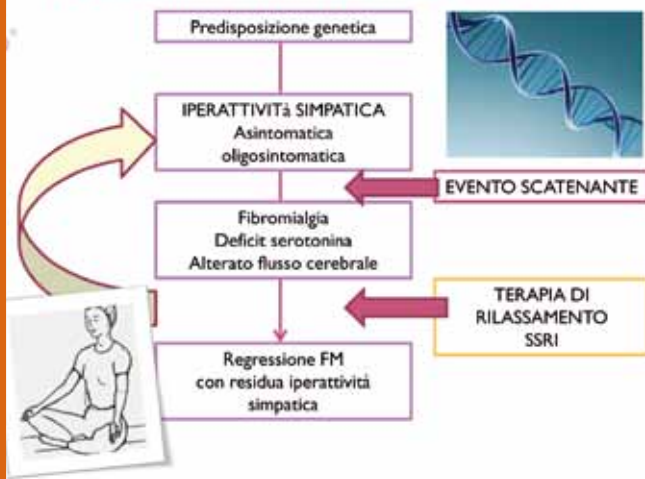 Predisposizione genetica
IPERATTIVITà SIMPATICA
Asintomatica
oligosintomatica
EVENTO SCATENANTE
Fibromialgia
Deficit serotonina
Alterato flusso cerebrale
TERAPIA DI
RILASSAMENTO
SSRI
Regressione FM
con residua iperattività
simpatica